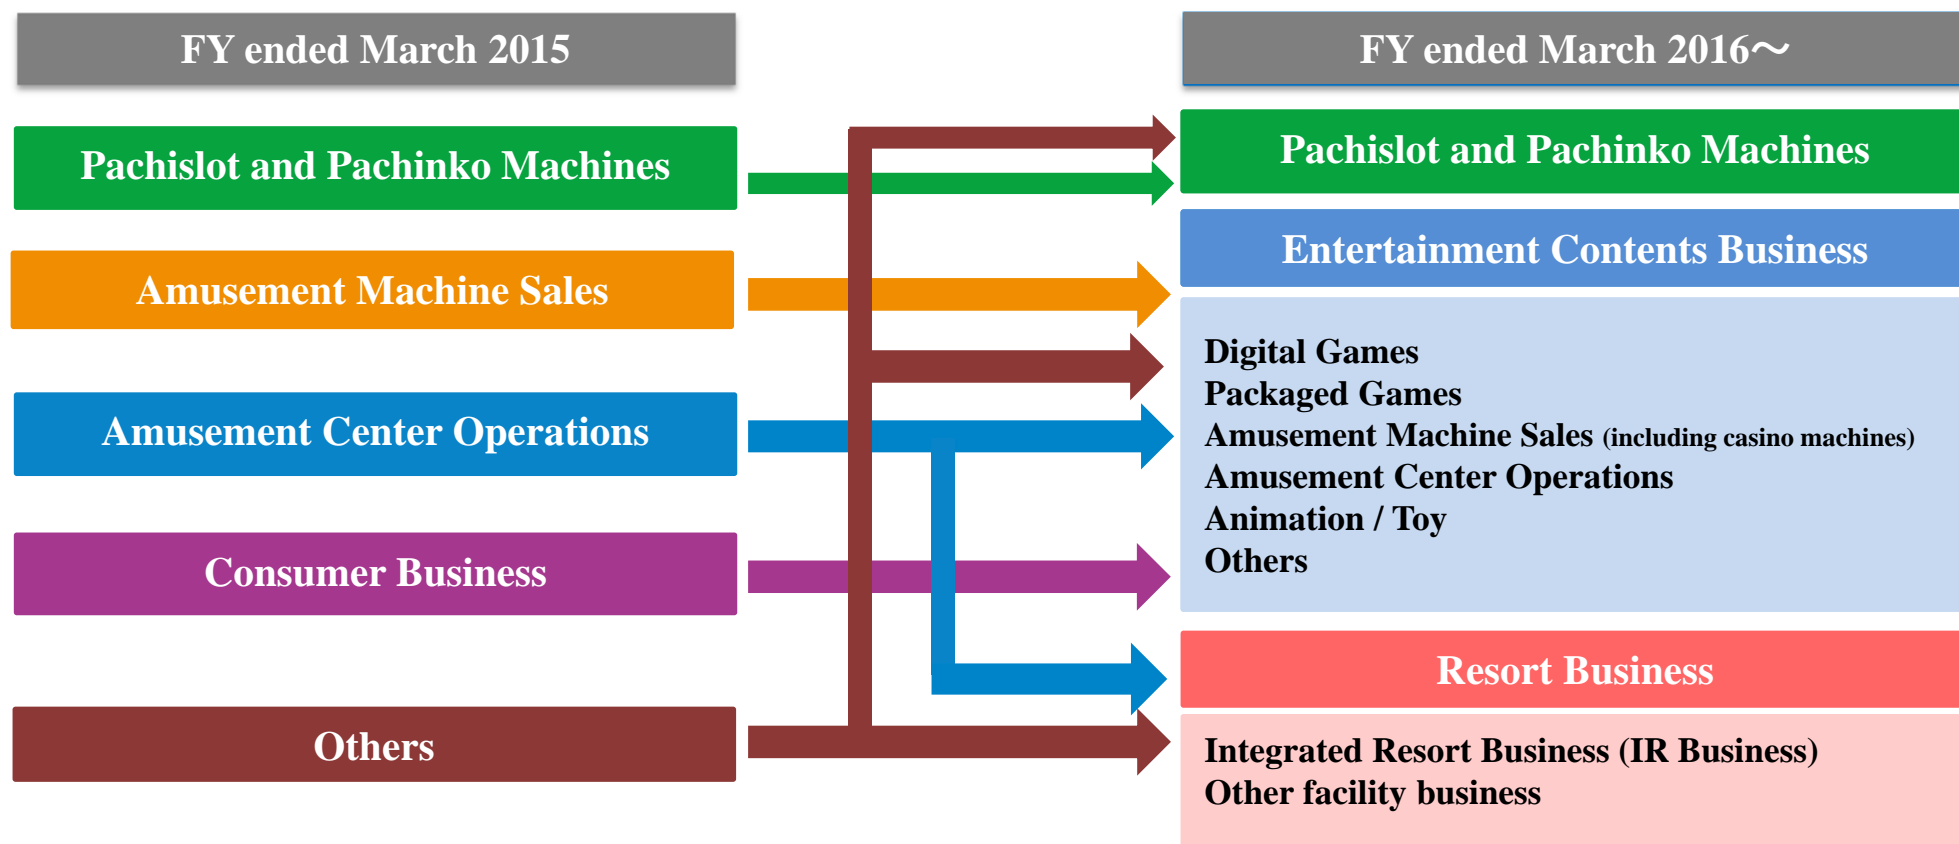 FY ended March 2015
Pachislot and Pachinko Machines
Amusement Machine Sales
Amusement Center Operations
Consumer Business
Others
FY ended March 2016～
Pachislot and Pachinko Machines
Entertainment Contents Business
Digital Games
Packaged Games
Amusement Machine Sales (including casino machines)
Amusement Center Operations
Animation / Toy
Others
Resort Business
Integrated Resort Business (IR Business)
Other facility business